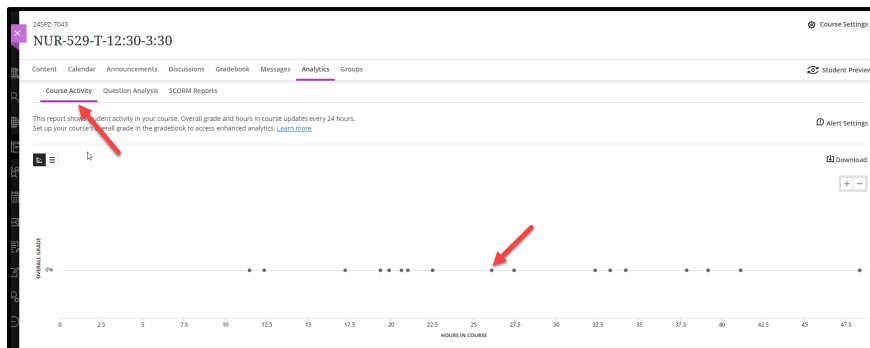 24SPZ-7043
Course Settings
NUR-529-T-12:30-3:30
Content Calendar Announcements Discussions Gradebook Messages Analytics Groups
Student Preview
Course Activity Question Analysis SCORM Reports
This report shows student activity in your course. Overall grade and hours in course updates every 24 hours.
Set up your course's overall grade in the gradebook to access enhanced analytics. Learn more
Alert Settings
Download
+ −
OVERALL GRADE
0%
0 2.5 5 7.5 10 12.5 15 17.5 20 22.5 25 27.5 30 32.5 35 37.5 40 42.5 45 47.5
HOURS IN COURSE